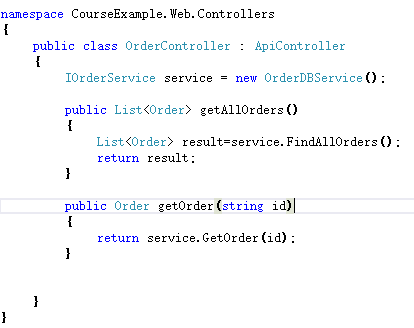 namespace CourseExample.Web.Controllers
{
    public class OrderController : ApiController
    {
        IOrderService service = new OrderDBService();

        public List<Order> getAllOrders()
        {
            List<Order> result=service.FindAllOrders();
            return result;
        }

        public Order getOrder(string id)
        {
            return service.GetOrder(id);
        }


    }
}